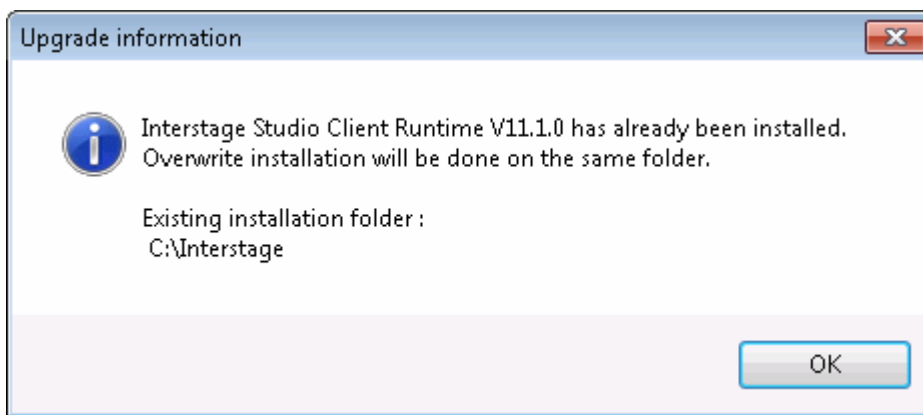 Upgrade information
Interstage Studio Client Runtime V11.1.0 has already been installed.
Overwrite installation will be done on the same folder.
Existing installation folder :
C:\Interstage
OK